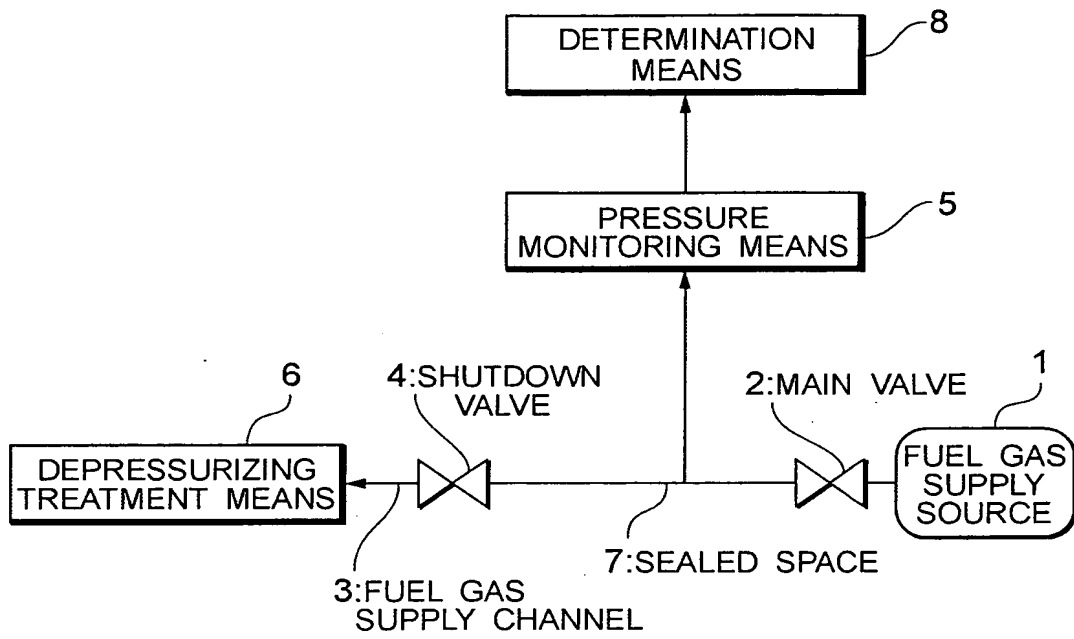 DETERMINATION
MEANS
8
PRESSURE
MONITORING MEANS
5
6
4:SHUTDOWN
VALVE
2:MAIN VALVE
1
DEPRESSURIZING
TREATMENT MEANS
FUEL GAS
SUPPLY
SOURCE
7:SEALED SPACE
3:FUEL GAS
SUPPLY CHANNEL